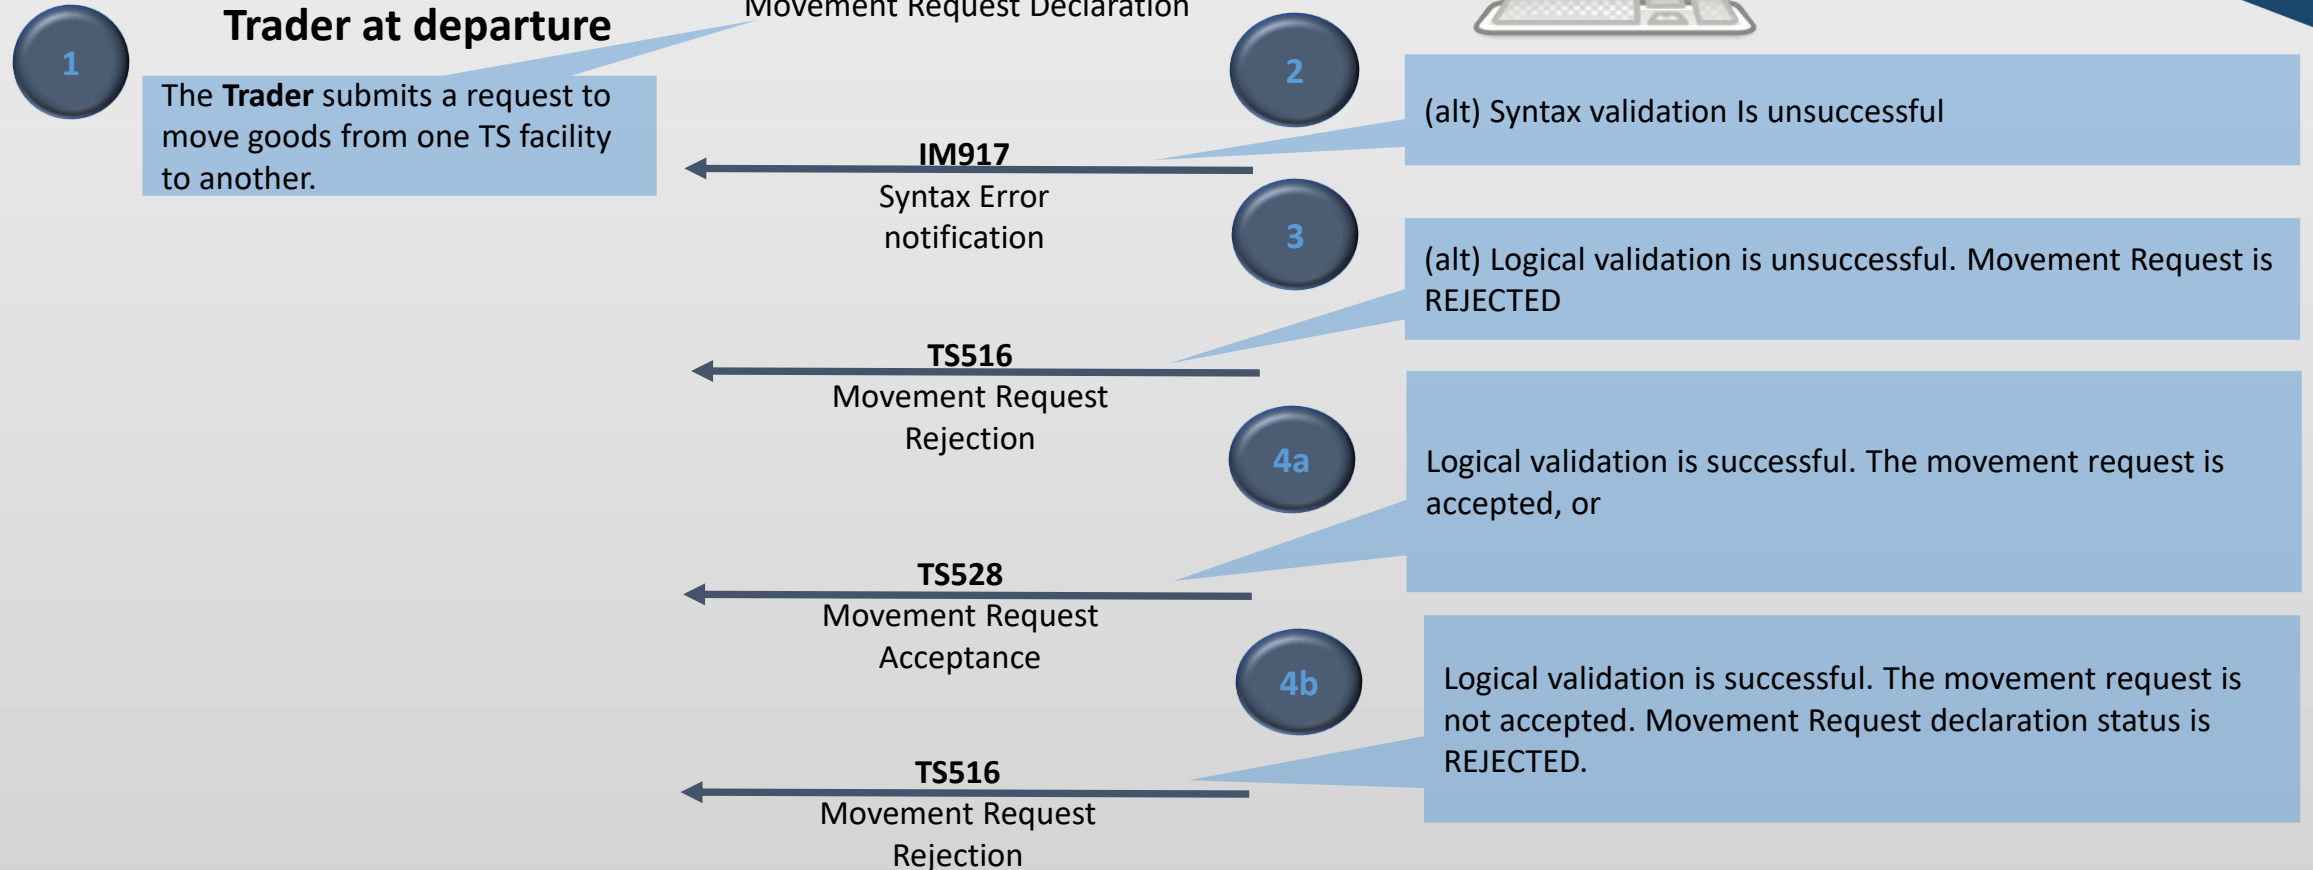 Movement Request Declaration
Trader at departure
1
The Trader submits a request to
move goods from one TS facility
to another.
2
(alt) Syntax validation Is unsuccessful
IM917
Syntax Error
notification
3
(alt) Logical validation is unsuccessful. Movement Request is
REJECTED
TS516
Movement Request
Rejection
4a
Logical validation is successful. The movement request is
accepted, or
TS528
Movement Request
Acceptance
4b
Logical validation is successful. The movement request is
not accepted. Movement Request declaration status is
REJECTED.
TS516
Movement Request
Rejection